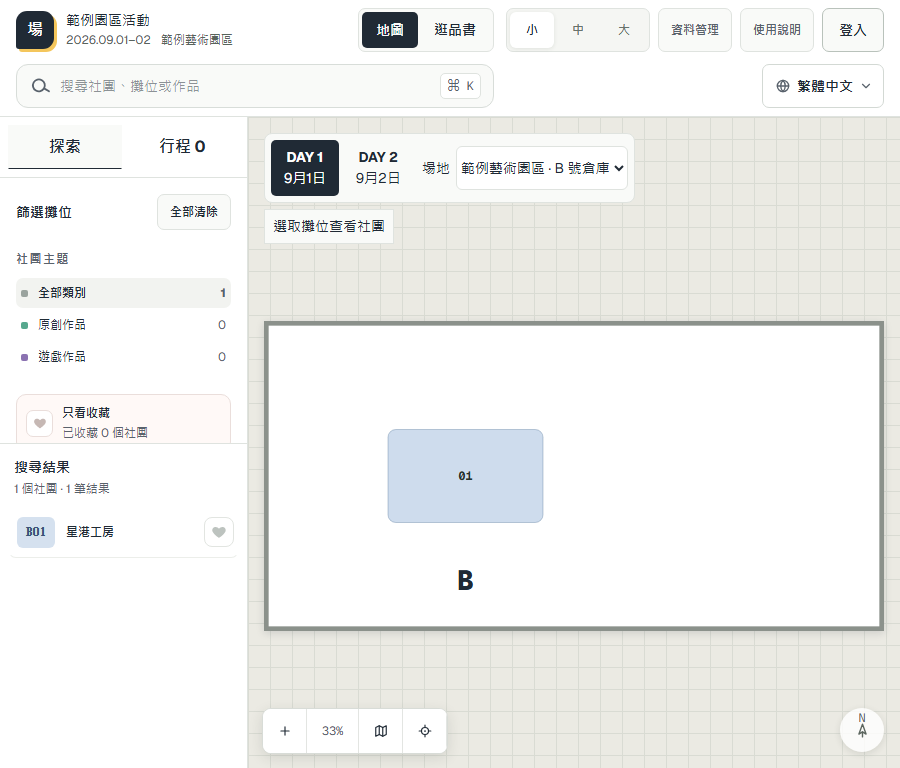 場
範例園區活動
2026.09.01–02 範例藝術園區
地圖 逛品書
小 中 大
資料管理
使用說明
登入
搜尋社團、攤位或作品
⌘ K
繁體中文
探索 行程 0
篩選攤位 全部清除
社團主題
全部類別 1
原創作品 0
遊戲作品 0
只看收藏
已收藏 0 個社團
搜尋結果
1 個社團 · 1 筆結果
B01 星港工房
DAY 1
9月1日
DAY 2
9月2日
場地 範例藝術園區 · B 號倉庫
選取攤位查看社團
01
B
+ 33%
N